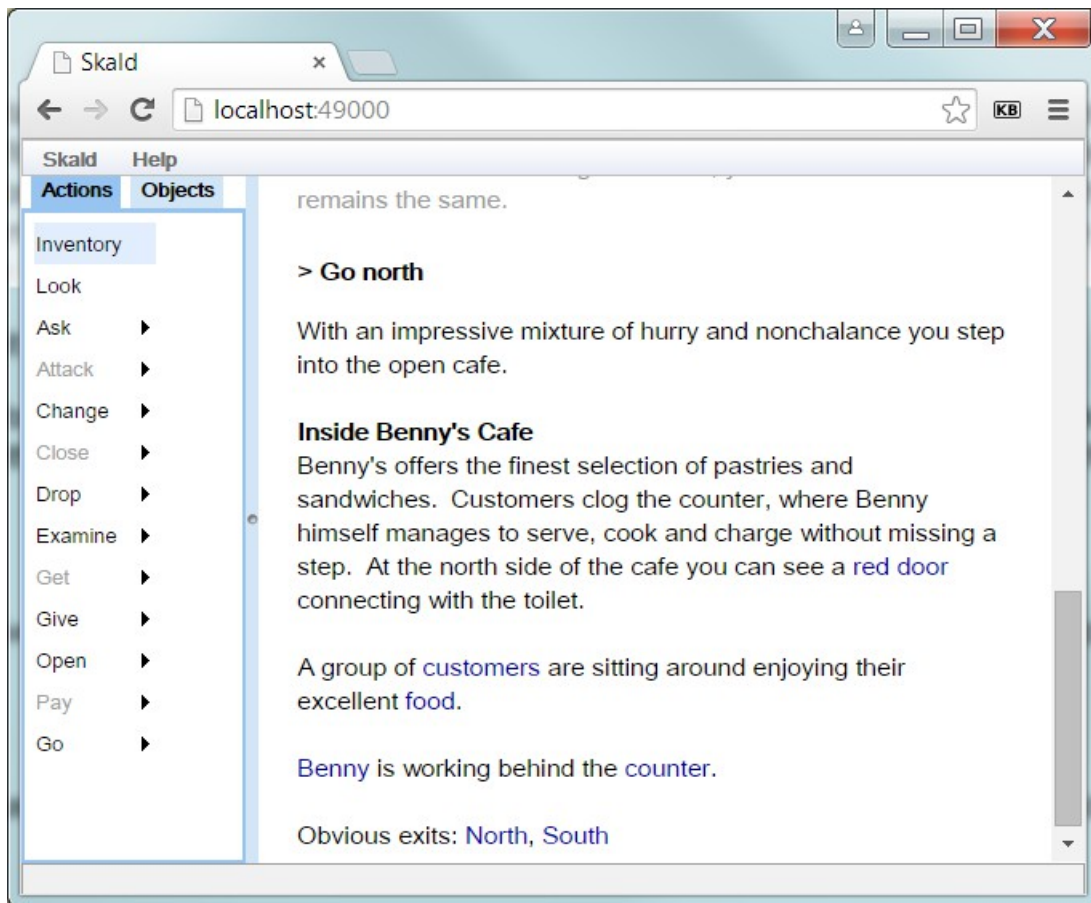 Skald
localhost:49000
KB
Skald Help
Actions Objects
Inventory
Look
Ask
Attack
Change
Close
Drop
Examine
Get
Give
Open
Pay
Go
remains the same.
> Go north
With an impressive mixture of hurry and nonchalance you step
into the open cafe.
Inside Benny's Cafe
Benny's offers the finest selection of pastries and
sandwiches. Customers clog the counter, where Benny
himself manages to serve, cook and charge without missing a
step. At the north side of the cafe you can see a red door
connecting with the toilet.
A group of customers are sitting around enjoying their
excellent food.
Benny is working behind the counter.
Obvious exits: North, South